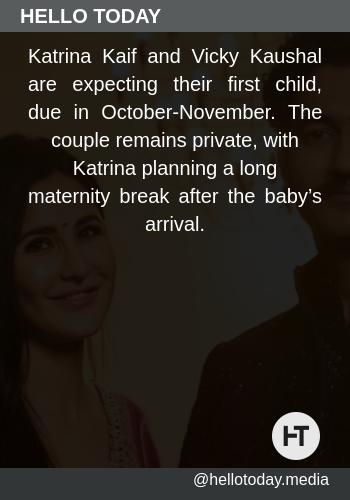 HELLO TODAY
Katrina Kaif and Vicky Kaushal
are expecting their first child,
due in October-November. The
couple remains private, with
Katrina planning a long
maternity break after the baby’s
arrival.
HT
@hellotoday.media